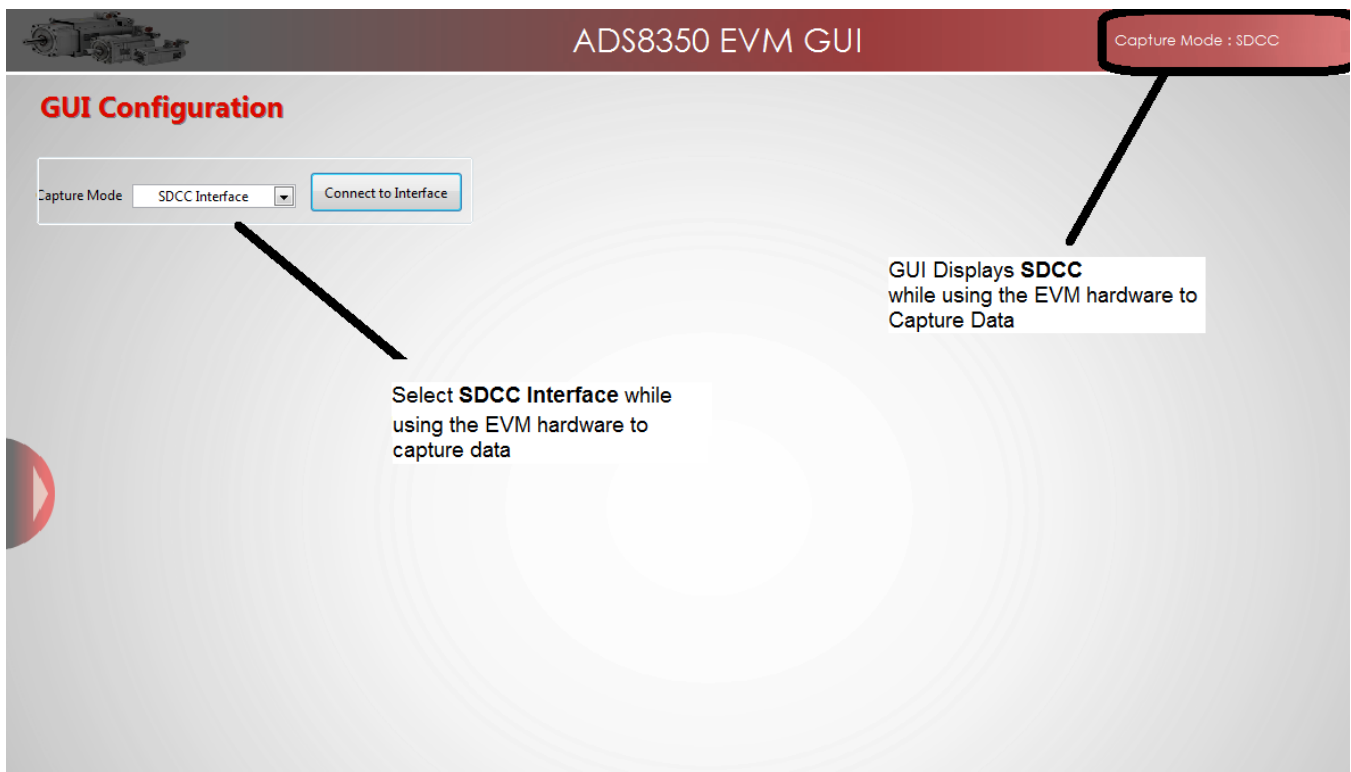 ADS8350 EVM GUI
Capture Mode : SDCC
GUI Configuration
Capture Mode
SDCC Interface
Connect to Interface
GUI Displays SDCC
while using the EVM hardware to
Capture Data
Select SDCC Interface while
using the EVM hardware to
capture data